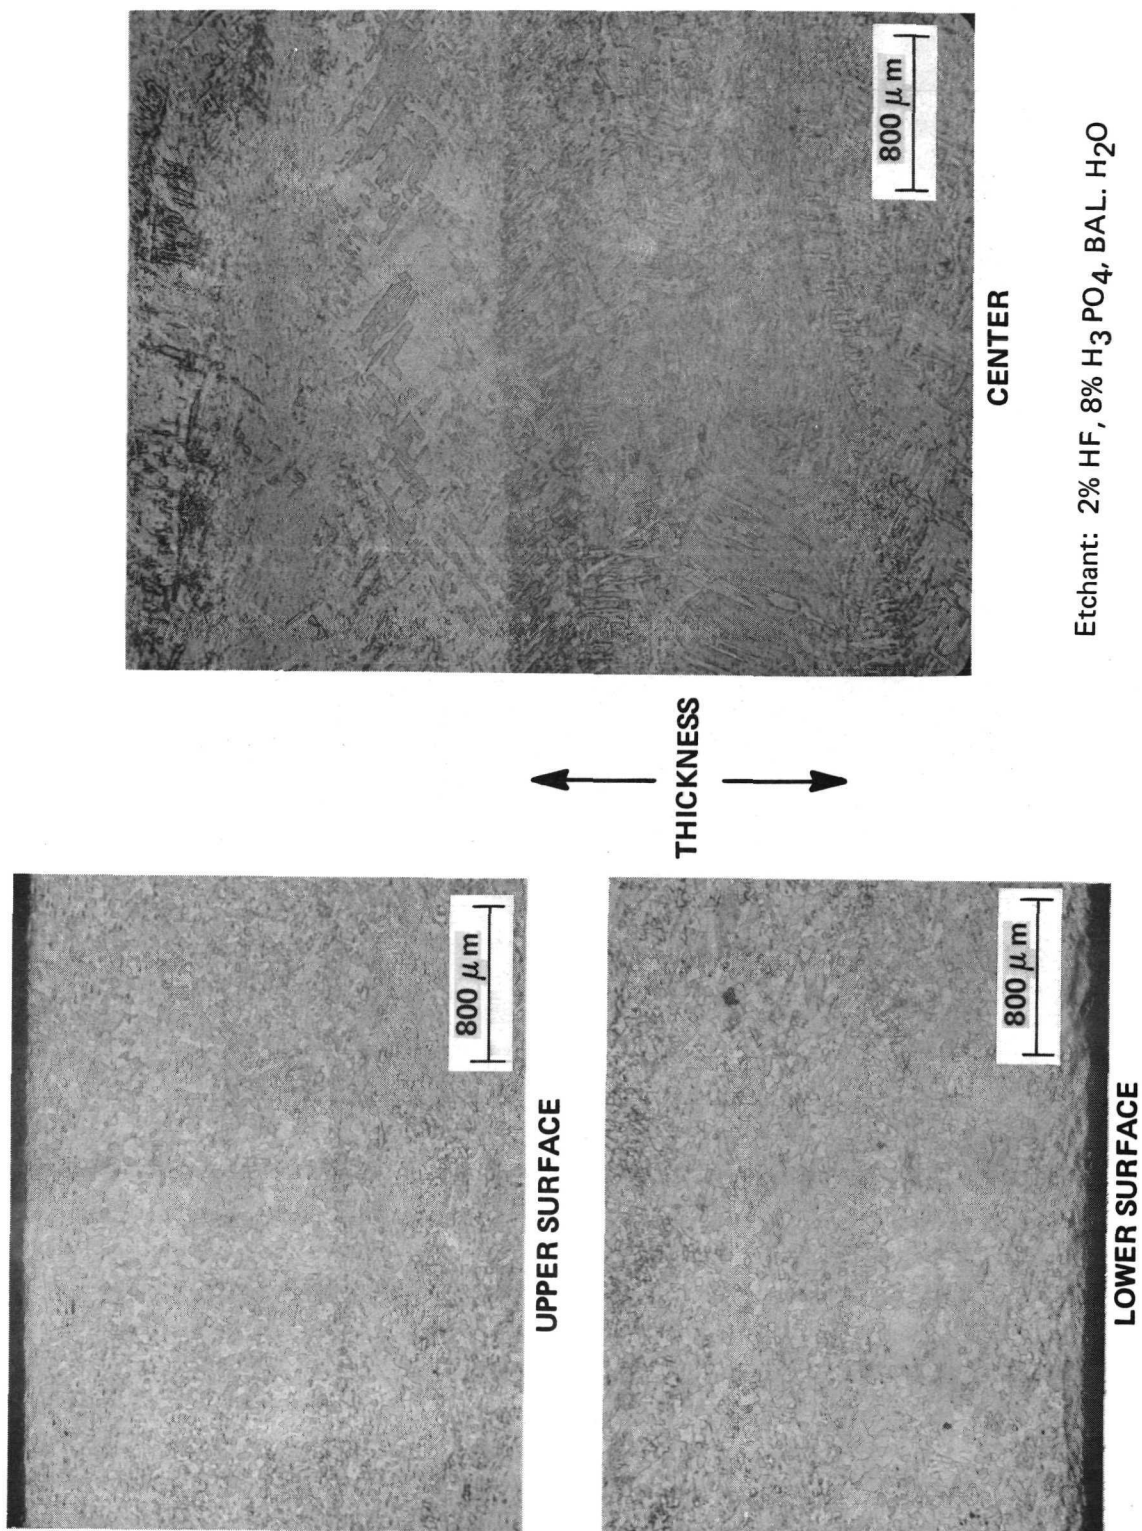 800 μm
UPPER SURFACE
800 μm
LOWER SURFACE
THICKNESS
800 μm
CENTER
Etchant: 2% HF, 8% H3 PO4, BAL. H2O